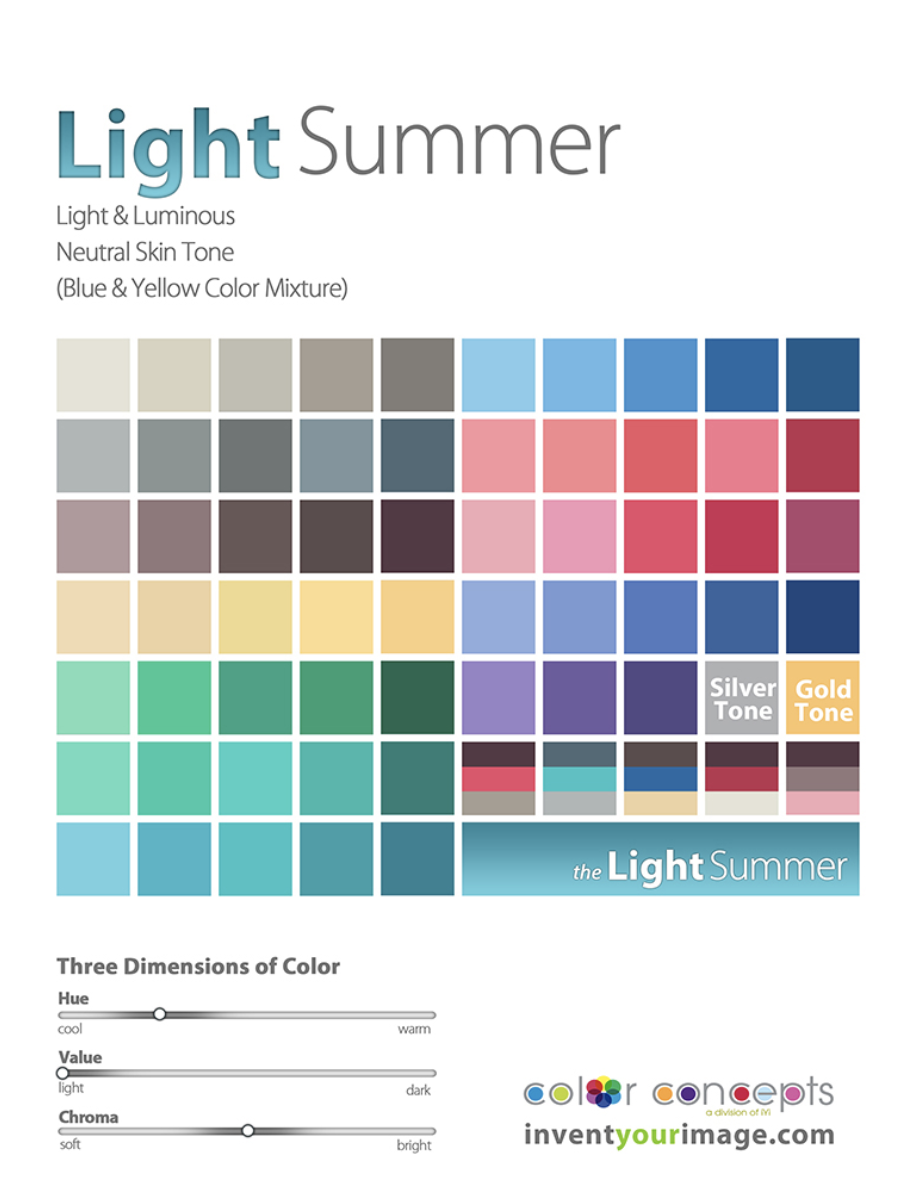 Light Summer
Light & Luminous
Neutral Skin Tone
(Blue & Yellow Color Mixture)
Silver Tone
Gold Tone
the Light Summer
Three Dimensions of Color
Hue
cool warm
Value
light dark
Chroma
soft bright
color concepts
a division of iYi
inventyourimage.com